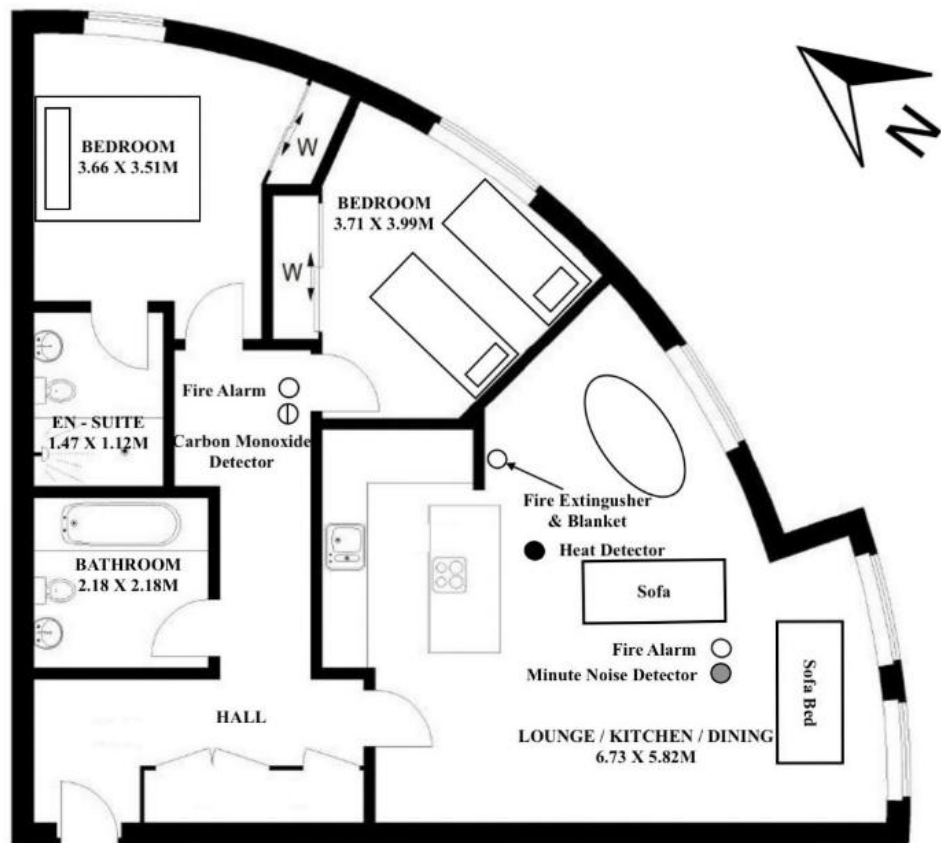 N
BEDROOM
3.66 X 3.51M
W
BEDROOM
3.71 X 3.99M
W
Fire Alarm
Carbon Monoxide
Detector
EN - SUITE
1.47 X 1.12M
Fire Extingusher
& Blanket
Heat Detector
BATHROOM
2.18 X 2.18M
Sofa
Fire Alarm
Minute Noise Detector
Sofa Bed
HALL
LOUNGE / KITCHEN / DINING
6.73 X 5.82M